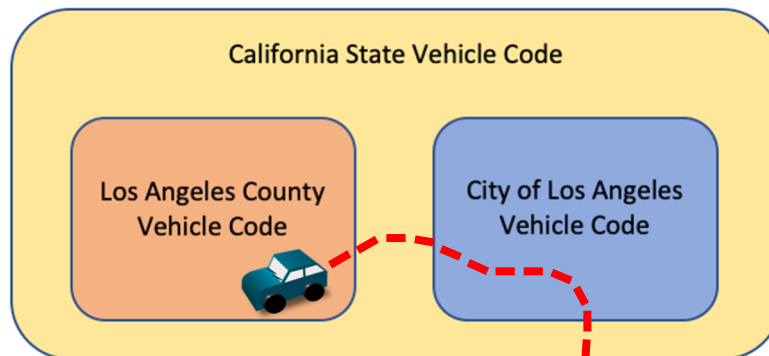 California State Vehicle Code
Los Angeles County
Vehicle Code
City of Los Angeles
Vehicle Code